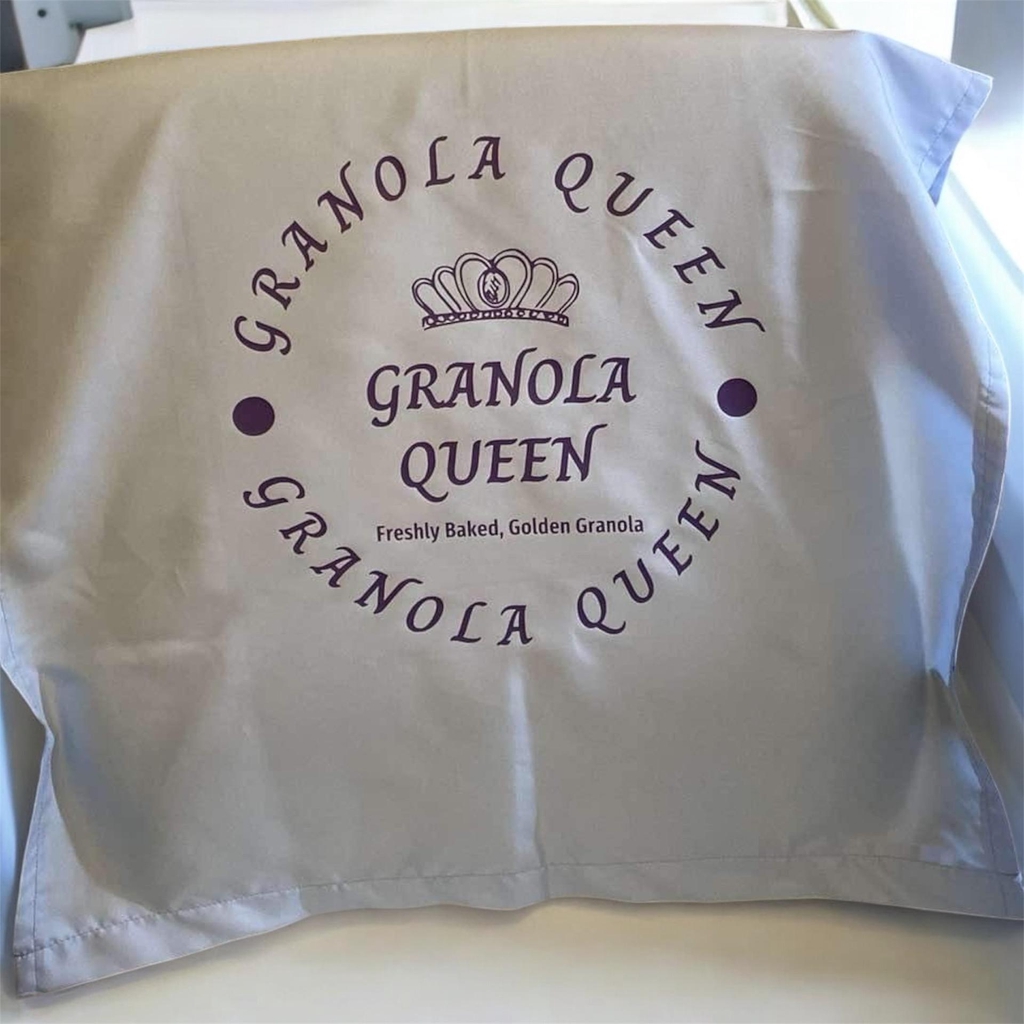 GRANOLA QUEEN
GRANOLA
QUEEN
Freshly Baked, Golden Granola
GRANOLA QUEEN